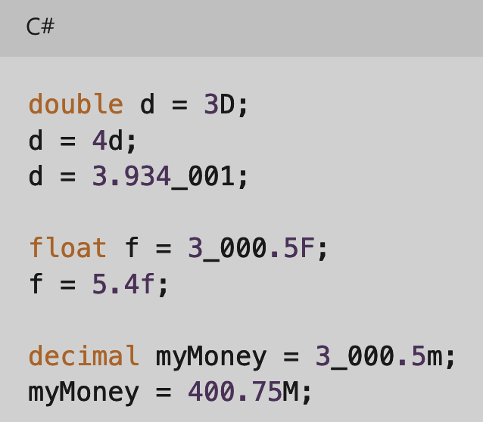 C#
double d = 3D;
d = 4d;
d = 3.934_001;
float f = 3_000.5F;
f = 5.4f;
decimal myMoney = 3_000.5m;
myMoney = 400.75M;